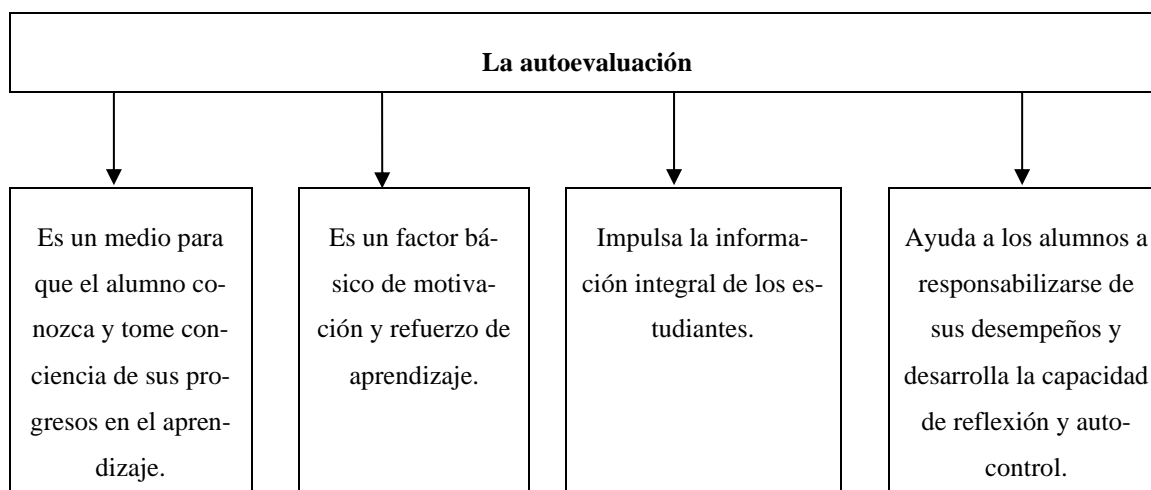 La autoevaluación
Es un medio para
que el alumno co-
nozca y tome con-
ciencia de sus pro-
gresos en el apren-
dizaje.
Es un factor bá-
sico de motiva-
ción y refuerzo de
aprendizaje.
Impulsa la informa-
ción integral de los es-
tudiantes.
Ayuda a los alumnos a
responsabilizarse de
sus desempeños y
desarrolla la capacidad
de reflexión y auto-
control.